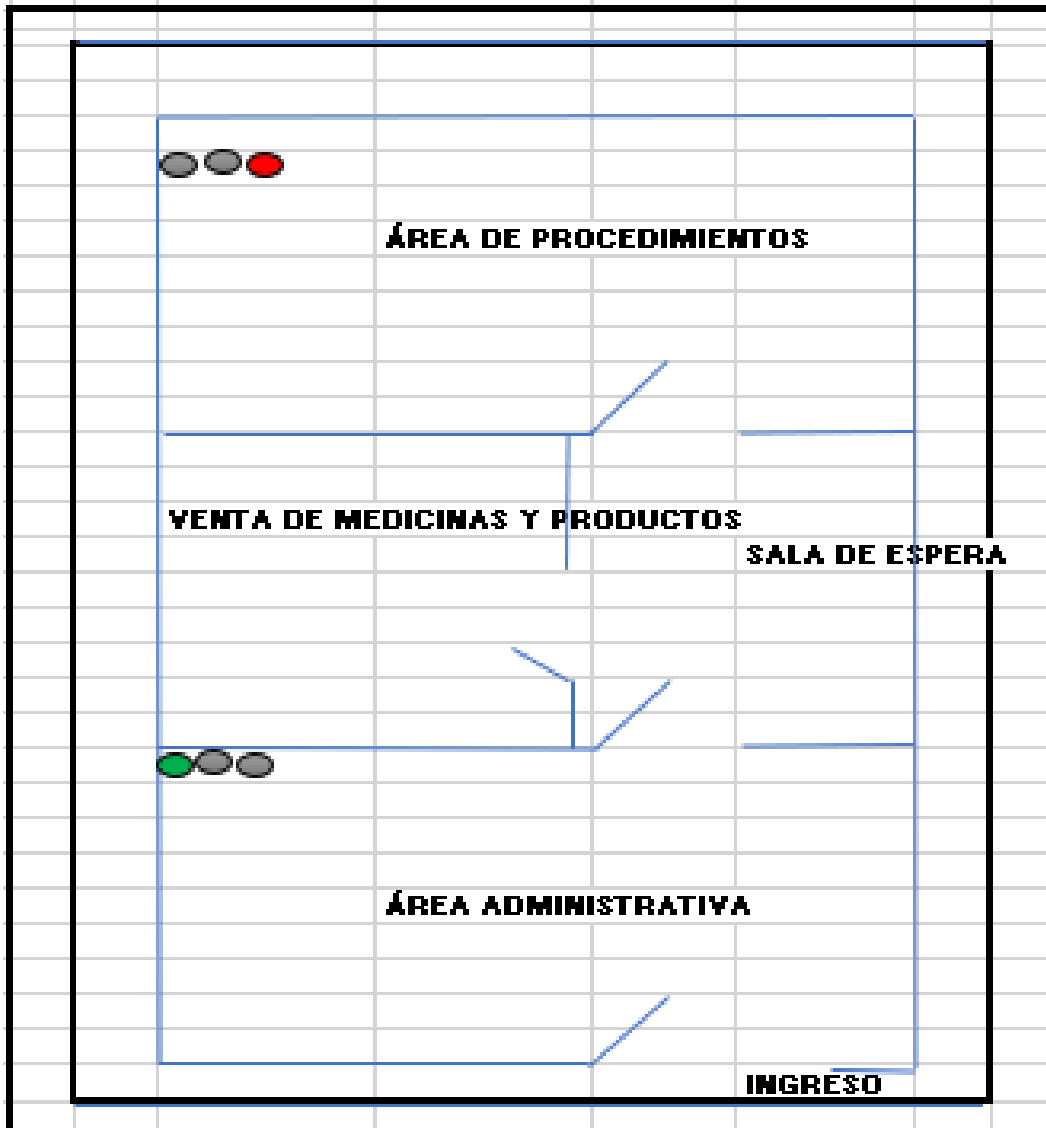 ÁREA DE PROCEDIMIENTOS
VENTA DE MEDICINAS Y PRODUCTOS
SALA DE ESPERA
ÁREA ADMINISTRATIVA
INGRESO